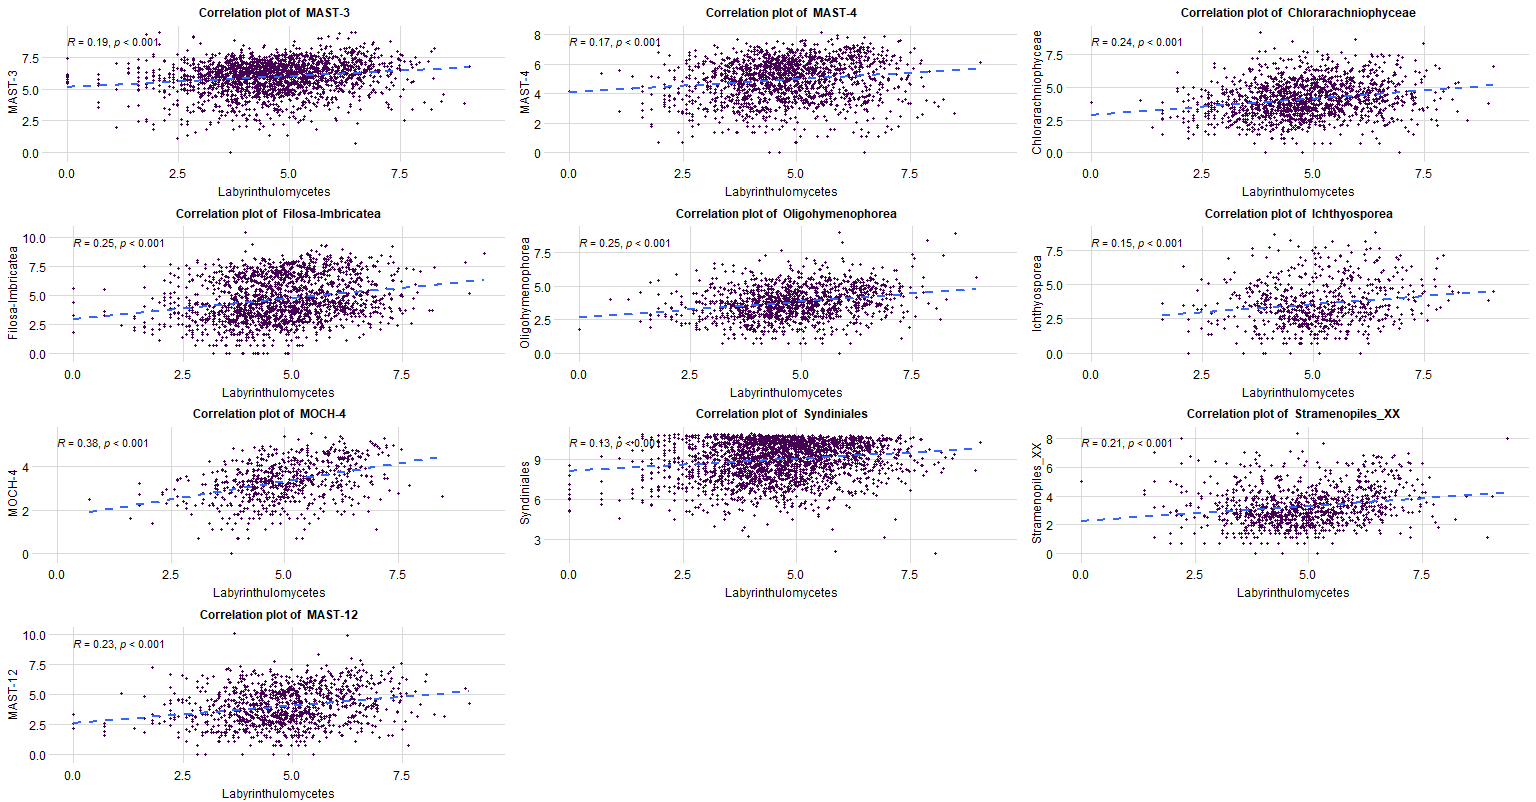 Correlation plot of MAST-3
R = 0.19, p < 0.001
MAST-3
7.5
5.0
2.5
0.0
0.0 2.5 5.0 7.5
Labyrinthulomycetes
Correlation plot of MAST-4
R = 0.17, p < 0.001
MAST-4
8
6
4
2
0
0.0 2.5 5.0 7.5
Labyrinthulomycetes
Correlation plot of Chlorarachniophyceae
R = 0.24, p < 0.001
Chlorarachniophyceae
7.5
5.0
2.5
0.0
0.0 2.5 5.0 7.5
Labyrinthulomycetes
Correlation plot of Filosa-Imbricatea
R = 0.25, p < 0.001
Filosa-Imbricatea
10.0
7.5
5.0
2.5
0.0
0.0 2.5 5.0 7.5
Labyrinthulomycetes
Correlation plot of Oligohymenophorea
R = 0.25, p < 0.001
Oligohymenophorea
7.5
5.0
2.5
0.0
0.0 2.5 5.0 7.5
Labyrinthulomycetes
Correlation plot of Ichthyosporea
R = 0.15, p < 0.001
Ichthyosporea
7.5
5.0
2.5
0.0
0.0 2.5 5.0 7.5
Labyrinthulomycetes
Correlation plot of MOCH-4
R = 0.38, p < 0.001
MOCH-4
4
2
0
0.0 2.5 5.0 7.5
Labyrinthulomycetes
Correlation plot of Syndiniales
R = 0.13, p < 0.001
Syndiniales
9
6
3
0.0 2.5 5.0 7.5
Labyrinthulomycetes
Correlation plot of Stramenopiles_XX
R = 0.21, p < 0.001
Stramenopiles_XX
8
6
4
2
0
0.0 2.5 5.0 7.5
Labyrinthulomycetes
Correlation plot of MAST-12
R = 0.23, p < 0.001
MAST-12
10.0
7.5
5.0
2.5
0.0
0.0 2.5 5.0 7.5
Labyrinthulomycetes